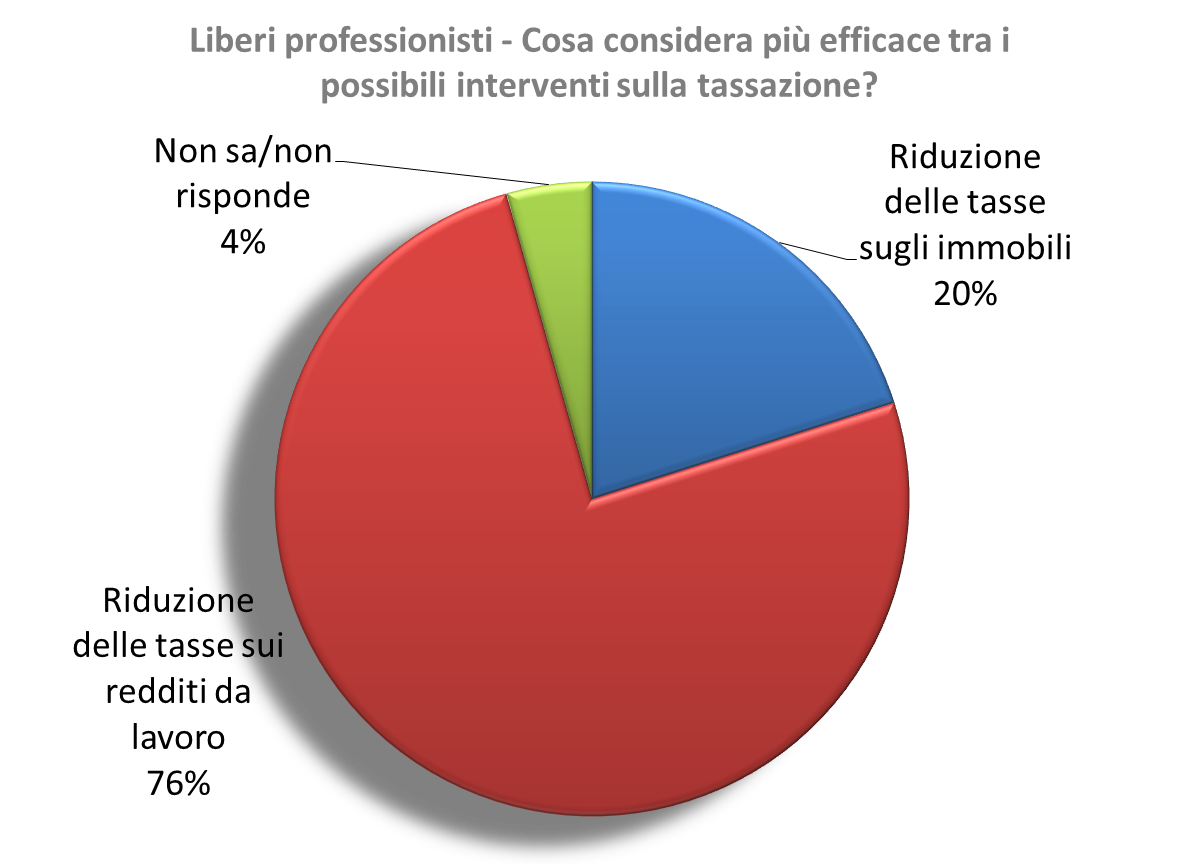 Liberi professionisti - Cosa considera più efficace tra i
possibili interventi sulla tassazione?
Non sa/non
risponde
4%
Riduzione
delle tasse
sugli immobili
20%
Riduzione
delle tasse sui
redditi da
lavoro
76%